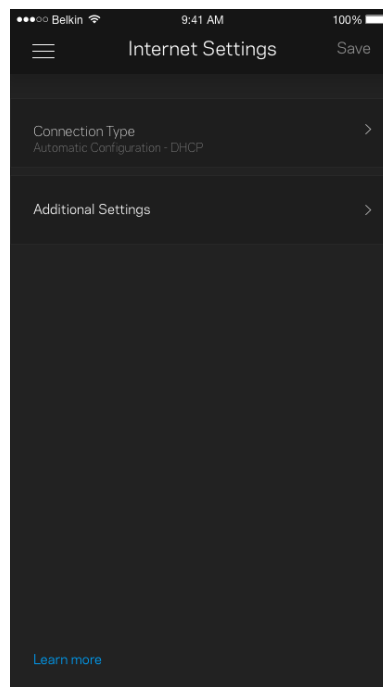 Belkin 9:41 AM 100%
Internet Settings Save
Connection Type
Automatic Configuration - DHCP
Additional Settings
Learn more